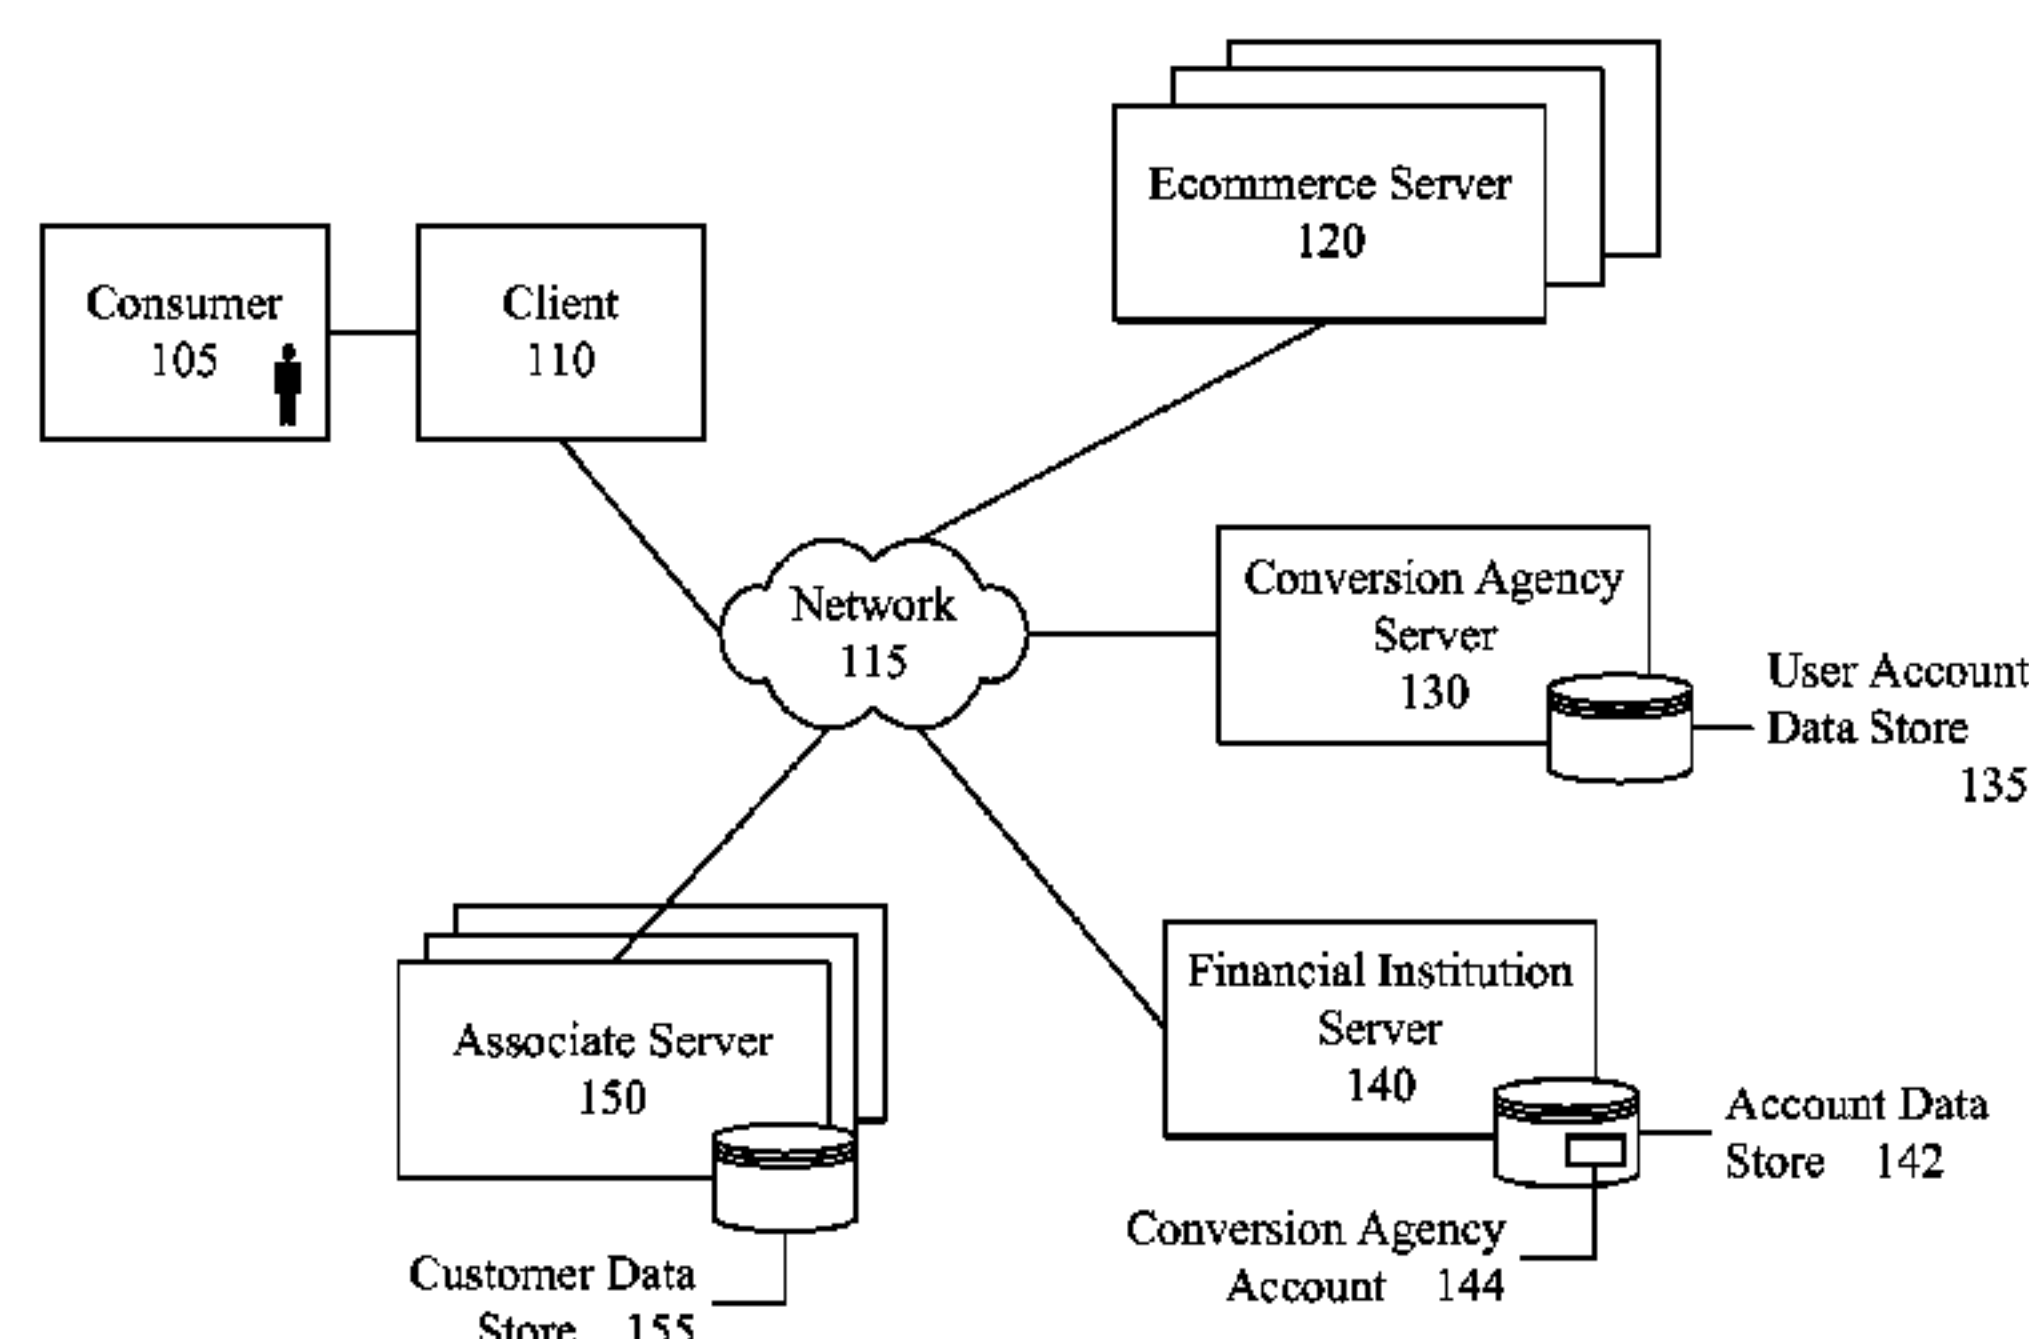 Ecommerce Server
120
Consumer
105
Client
110
Network
115
Conversion Agency
Server
130
User Account
Data Store
135
Associate Server
150
Financial Institution
Server
140
Account Data
Store 142
Conversion Agency
Account 144
Customer Data
Store 155